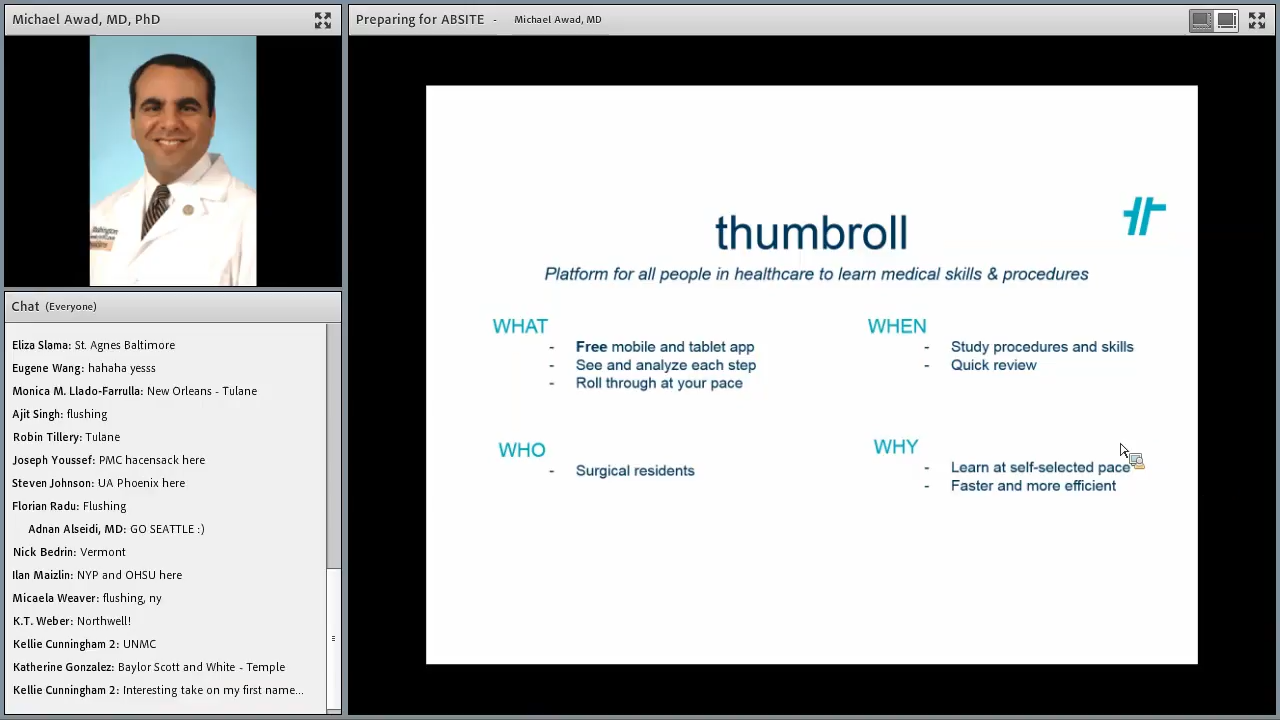 Michael Awad, MD, PhD
Chat (Everyone)
Eliza Slama: St. Agnes Baltimore
Eugene Wang: hahaha yesss
Monica M. Llado-Farrulla: New Orleans - Tulane
Ajit Singh: flushing
Robin Tillery: Tulane
Joseph Youssef: PMC hacensack here
Steven Johnson: UA Phoenix here
Florian Radu: Flushing
Adnan Alseidi, MD: GO SEATTLE :)
Nick Bedrin: Vermont
Ilan Maizlin: NYP and OHSU here
Micaela Weaver: flushing, ny
K.T. Weber: Northwell!
Kellie Cunningham 2: UNMC
Katherine Gonzalez: Baylor Scott and White - Temple
Kellie Cunningham 2: Interesting take on my first name...
Preparing for ABSITE - Michael Awad, MD
thumbroll
Platform for all people in healthcare to learn medical skills & procedures
WHAT
- Free mobile and tablet app
- See and analyze each step
- Roll through at your pace
WHEN
- Study procedures and skills
- Quick review
WHO
- Surgical residents
WHY
- Learn at self-selected pace
- Faster and more efficient